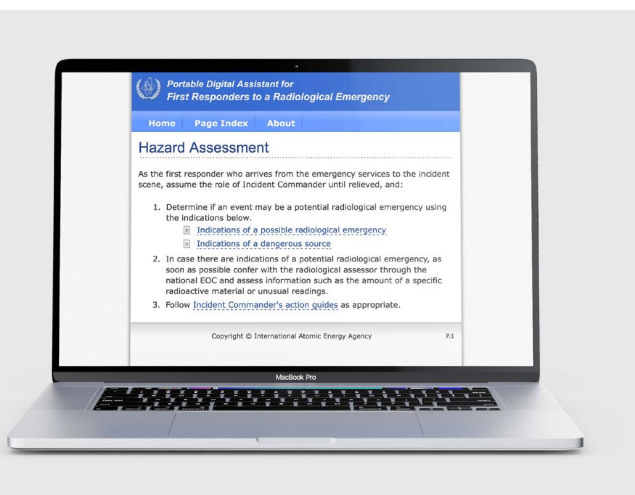 Portable Digital Assistant for
First Responders to a Radiological Emergency
Home Page Index About
Hazard Assessment
As the first responder who arrives from the emergency services to the incident
scene, assume the role of Incident Commander until relieved, and:
1. Determine if an event may be a potential radiological emergency using
the indications below.
Indications of a possible radiological emergency
Indications of a dangerous source
2. In case there are indications of a potential radiological emergency, as
soon as possible confer with the radiological assessor through the
national EOC and assess information such as the amount of a specific
radioactive material or unusual readings.
3. Follow Incident Commander's action guides as appropriate.
Copyright © International Atomic Energy Agency P.1
MacBook Pro